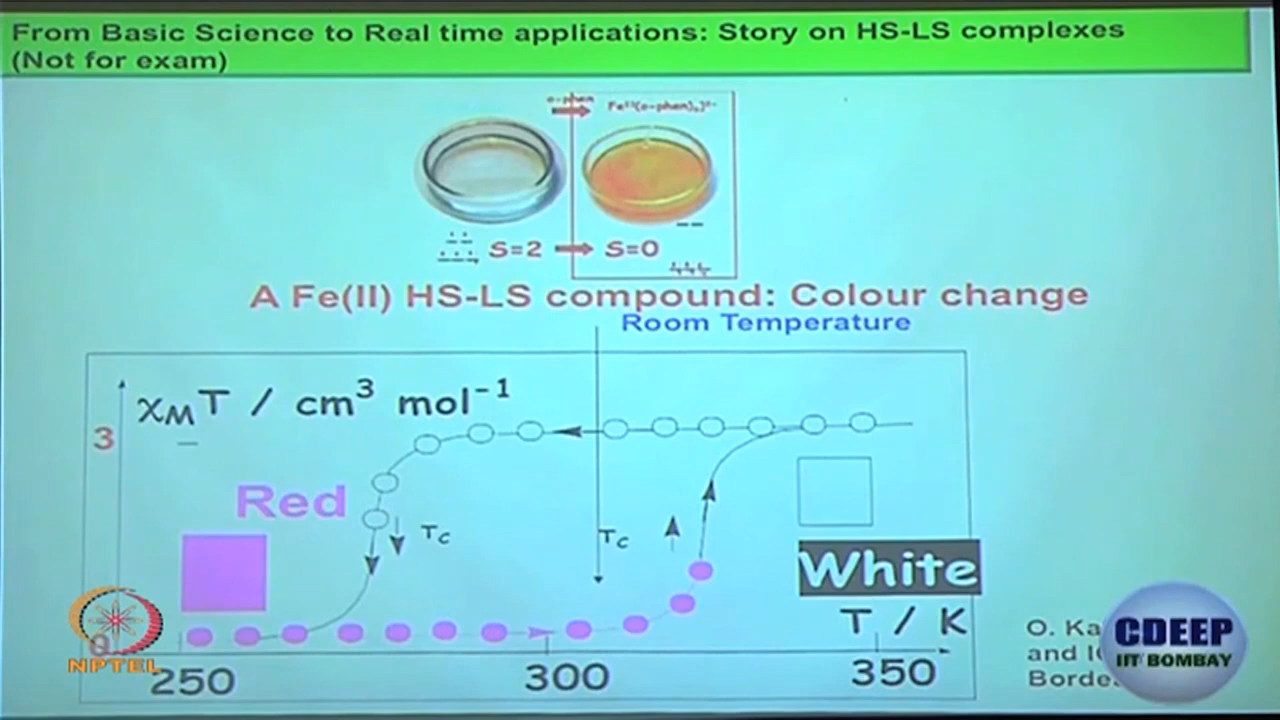 From Basic Science to Real time applications: Story on HS-LS complexes
(Not for exam)
o-phen
S=2
S=0
A Fe(II) HS-LS compound: Colour change
Room Temperature
χMT / cm³ mol⁻¹
3
Red
Tc
Tc
White
T / K
0
250
300
350
O.
and
NPTEL
CDEEP
IIT BOMBAY